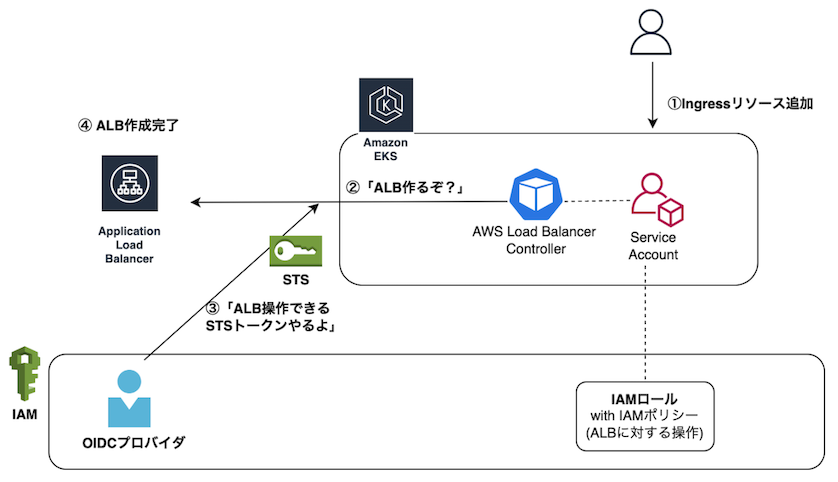 ①Ingressリソース追加
④ ALB作成完了
Amazon
EKS
②「ALB作るぞ？」
Application
Load
Balancer
AWS Load Balancer
Controller
Service
Account
STS
③「ALB操作できる
STSトークンやるよ」
IAM
OIDCプロバイダ
IAMロール
with IAMポリシー
(ALBに対する操作)